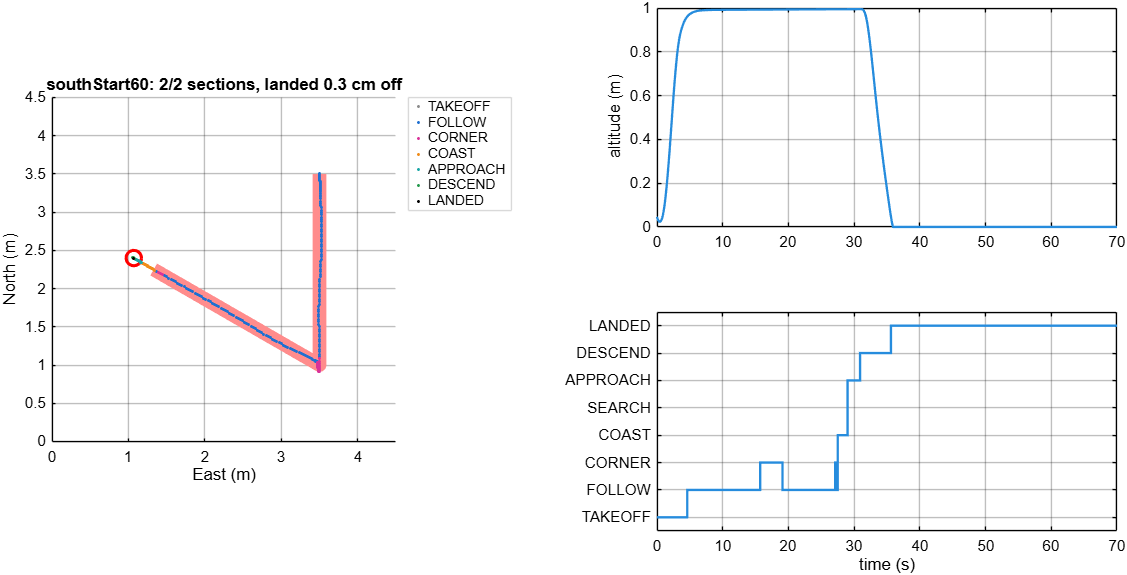 southStart60: 2/2 sections, landed 0.3 cm off
4.5
4
3.5
3
2.5
2
1.5
1
0.5
0
North (m)
0 1 2 3 4
East (m)
TAKEOFF
FOLLOW
CORNER
COAST
APPROACH
DESCEND
LANDED
1
0.8
0.6
0.4
0.2
0
altitude (m)
0 10 20 30 40 50 60 70
LANDED
DESCEND
APPROACH
SEARCH
COAST
CORNER
FOLLOW
TAKEOFF
0 10 20 30 40 50 60 70
time (s)